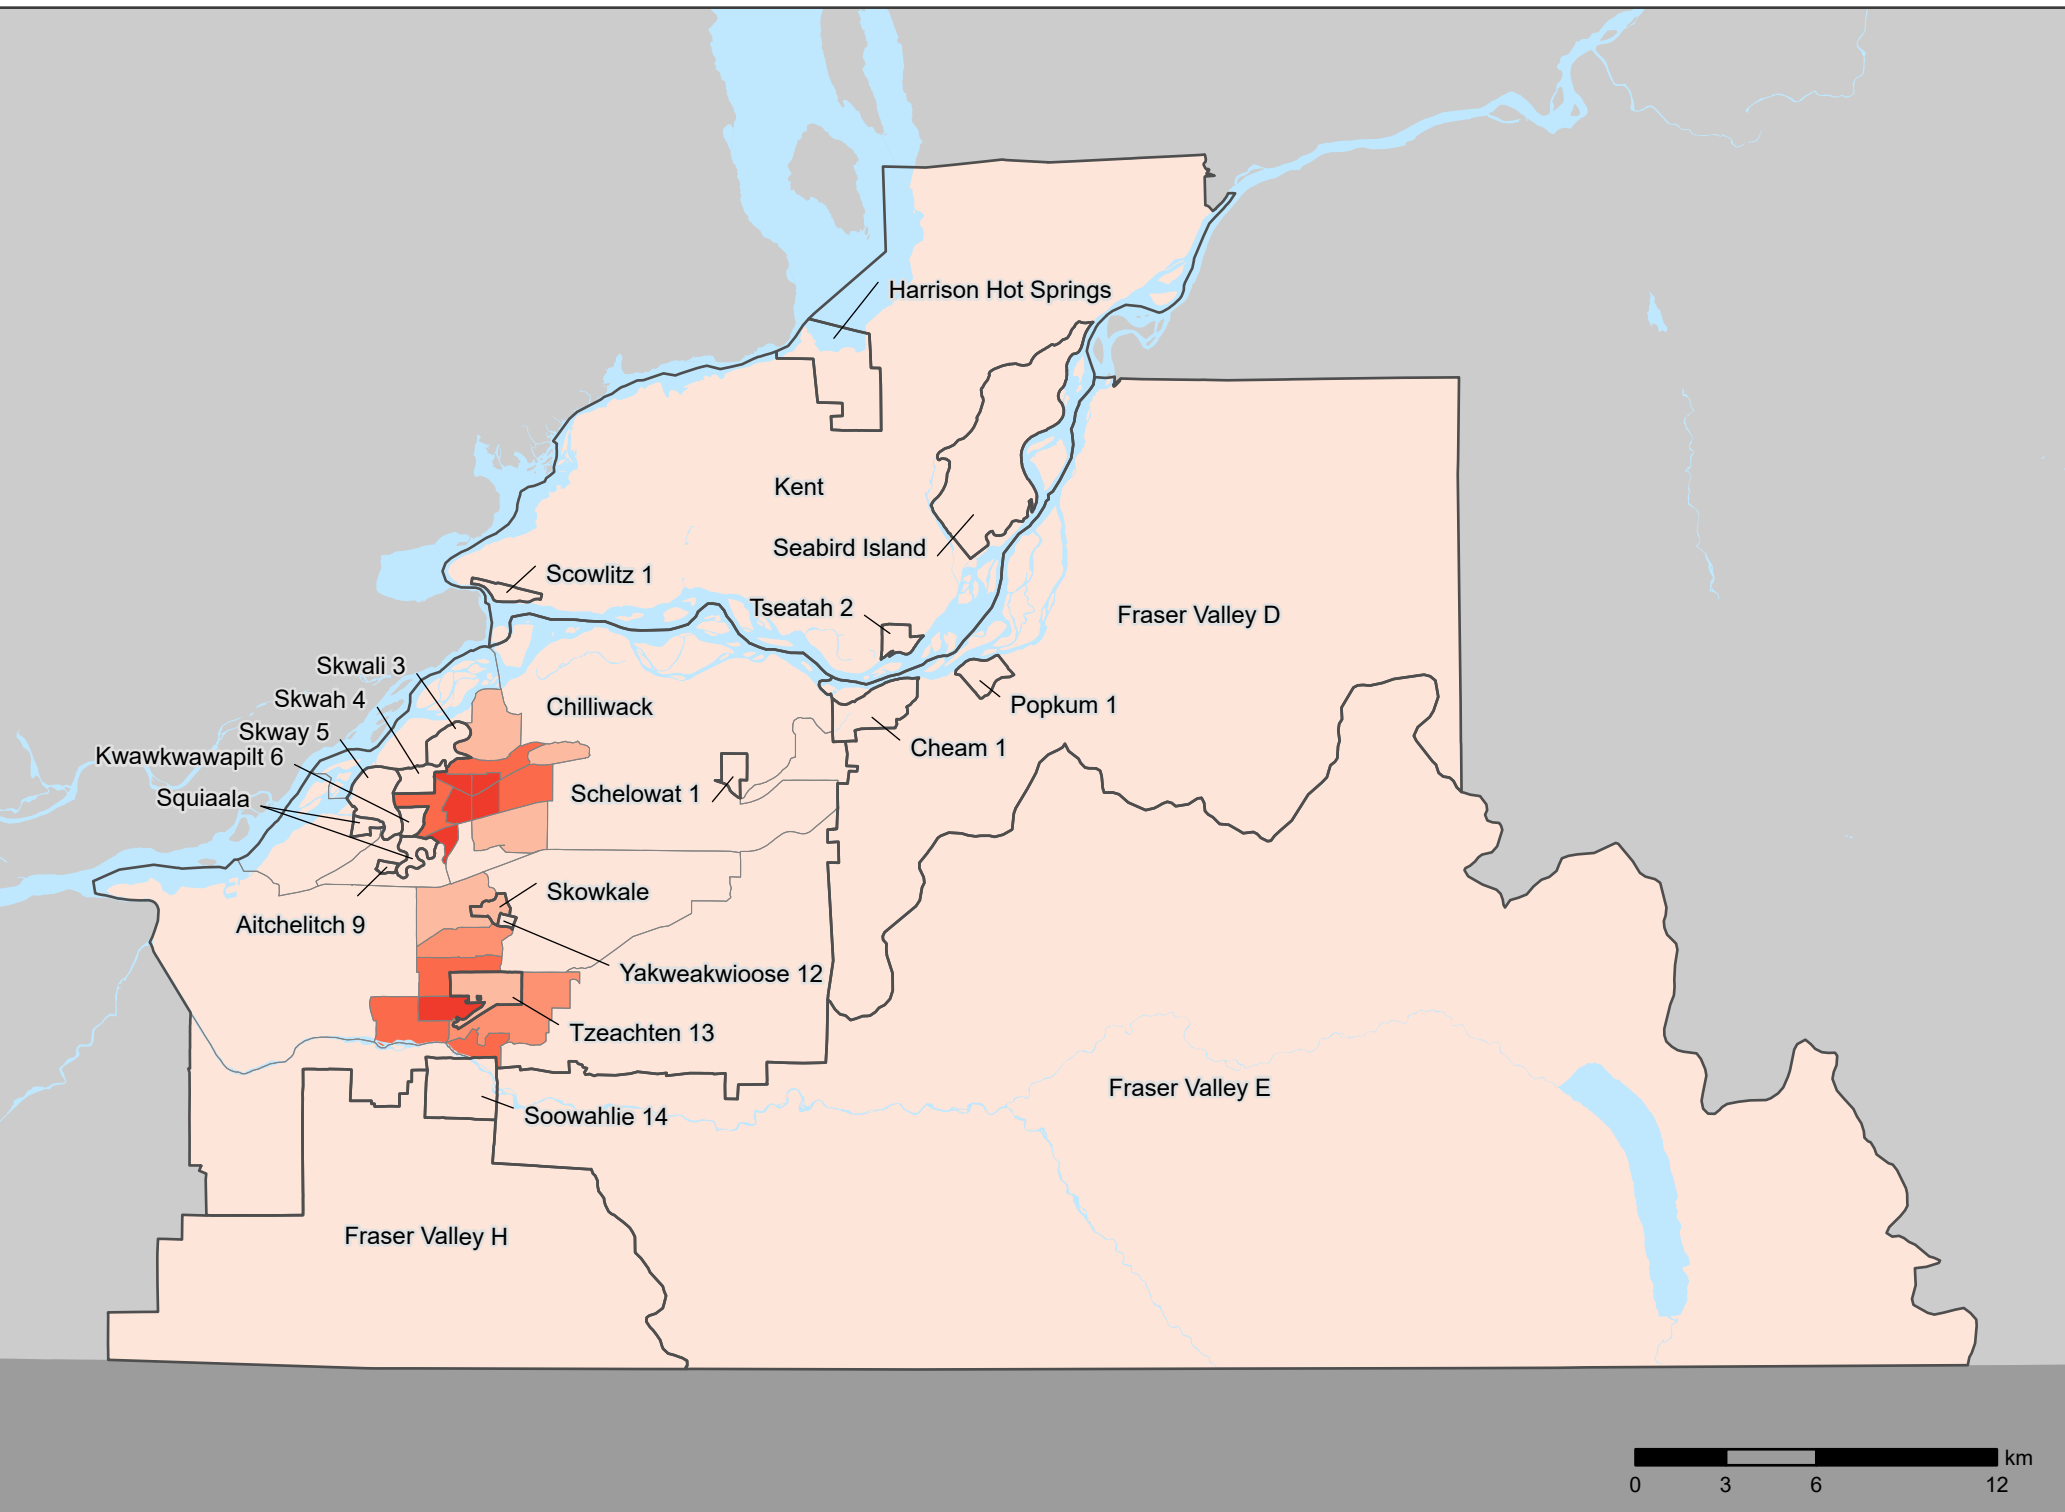 Harrison Hot Springs
Kent
Seabird Island
Scowlitz 1
Tseatah 2
Fraser Valley D
Skwali 3
Skwah 4
Chilliwack
Popkum 1
Skway 5
Cheam 1
Kwawkwawapilt 6
Schelowat 1
Squiaala
Skowkale
Aitchelitch 9
Yakweakwioose 12
Tzeachten 13
Fraser Valley E
Soowahlie 14
Fraser Valley H
km
0 3 6 12